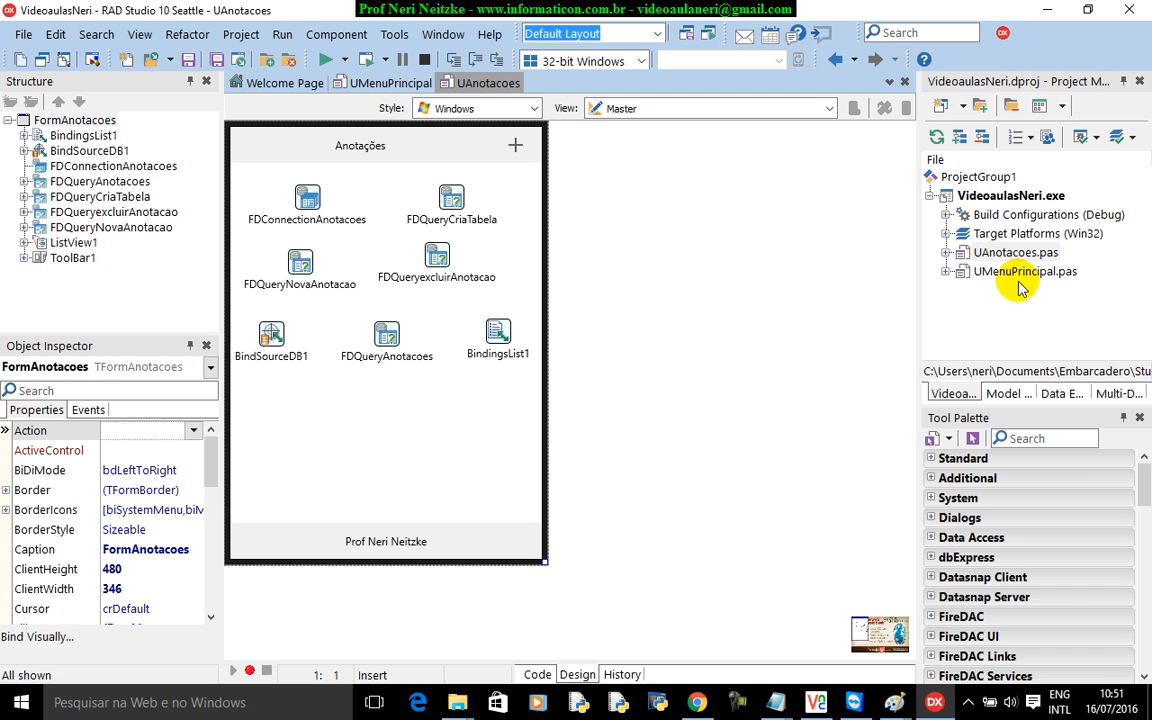 VideoaulasNeri - RAD Studio 10 Seattle - UAnotacoes
Prof Neri Neitzke - www.informaticon.com.br - videoaulaneri@gmail.com
File Edit Search View Refactor Project Run Component Tools Window Help
Default Layout
Search
32-bit Windows
Structure
Welcome Page UMenuPrincipal UAnotacoes
VideoaulasNeri.dproj - Project M...
Style: Windows View: Master
FormAnotacoes
BindingsList1
BindSourceDB1
FDConnectionAnotacoes
FDQueryAnotacoes
FDQueryCriaTabela
FDQueryexcluirAnotacao
FDQueryNovaAnotacao
ListView1
ToolBar1
Anotações
FDConnectionAnotacoes FDQueryCriaTabela
FDQueryNovaAnotacao FDQueryexcluirAnotacao
BindSourceDB1 FDQueryAnotacoes BindingsList1
Prof Neri Neitzke
File
ProjectGroup1
VideoaulasNeri.exe
Build Configurations (Debug)
Target Platforms (Win32)
UAnotacoes.pas
UMenuPrincipal.pas
C:\Users\neri\Documents\Embarcadero\Stu
Videoa... Model ... Data E... Multi-D...
Object Inspector
FormAnotacoes TFormAnotacoes
Search
Properties Events
Action
ActiveControl
BiDiMode bdLeftToRight
Border (TFormBorder)
BorderIcons [biSystemMenu,biM
BorderStyle Sizeable
Caption FormAnotacoes
ClientHeight 480
ClientWidth 346
Cursor crDefault
Bind Visually...
All shown
Tool Palette
Search
Standard
Additional
System
Dialogs
Data Access
dbExpress
Datasnap Client
Datasnap Server
FireDAC
FireDAC UI
FireDAC Links
FireDAC Services
1: 1 Insert Code Design History
Pesquisar na Web e no Windows
ENG
INTL
10:51
16/07/2016